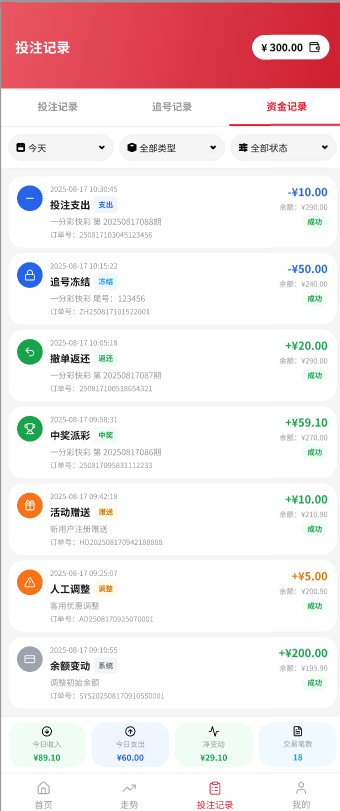 投注记录
¥ 300.00
投注记录 追号记录 资金记录
今天 全部类型 全部状态
2025-08-17 10:30:45
投注支出 支出
-¥10.00
余额: ¥290.00
一分彩快彩 第 20250817088期
成功
订单号: 250817103045123456
2025-08-17 10:15:22
追号冻结 冻结
-¥50.00
余额: ¥240.00
一分彩快彩 尾号: 123456
成功
订单号: ZH250817101522001
2025-08-17 10:05:18
撤单返还 返还
+¥20.00
余额: ¥290.00
一分彩快彩 第 20250817087期
成功
订单号: 250817100518654321
2025-08-17 09:58:31
中奖派彩 中奖
+¥59.10
余额: ¥270.00
一分彩快彩 第 20250817086期
成功
订单号: 250817095831112233
2025-08-17 09:42:18
活动赠送 赠送
+¥10.00
余额: ¥210.90
新用户注册赠送
成功
订单号: HD202508170942188888
2025-08-17 09:25:07
人工调整 调整
+¥5.00
余额: ¥200.90
客用优惠调整
成功
订单号: AD2508170925070001
2025-08-17 09:10:55
余额变动 系统
+¥200.00
余额: ¥195.90
调整初始余额
成功
订单号: SYS202508170910550001
今日收入 今日支出 净变动 交易笔数
¥89.10 ¥60.00 ¥29.10 18
首页 走势 投注记录 我的